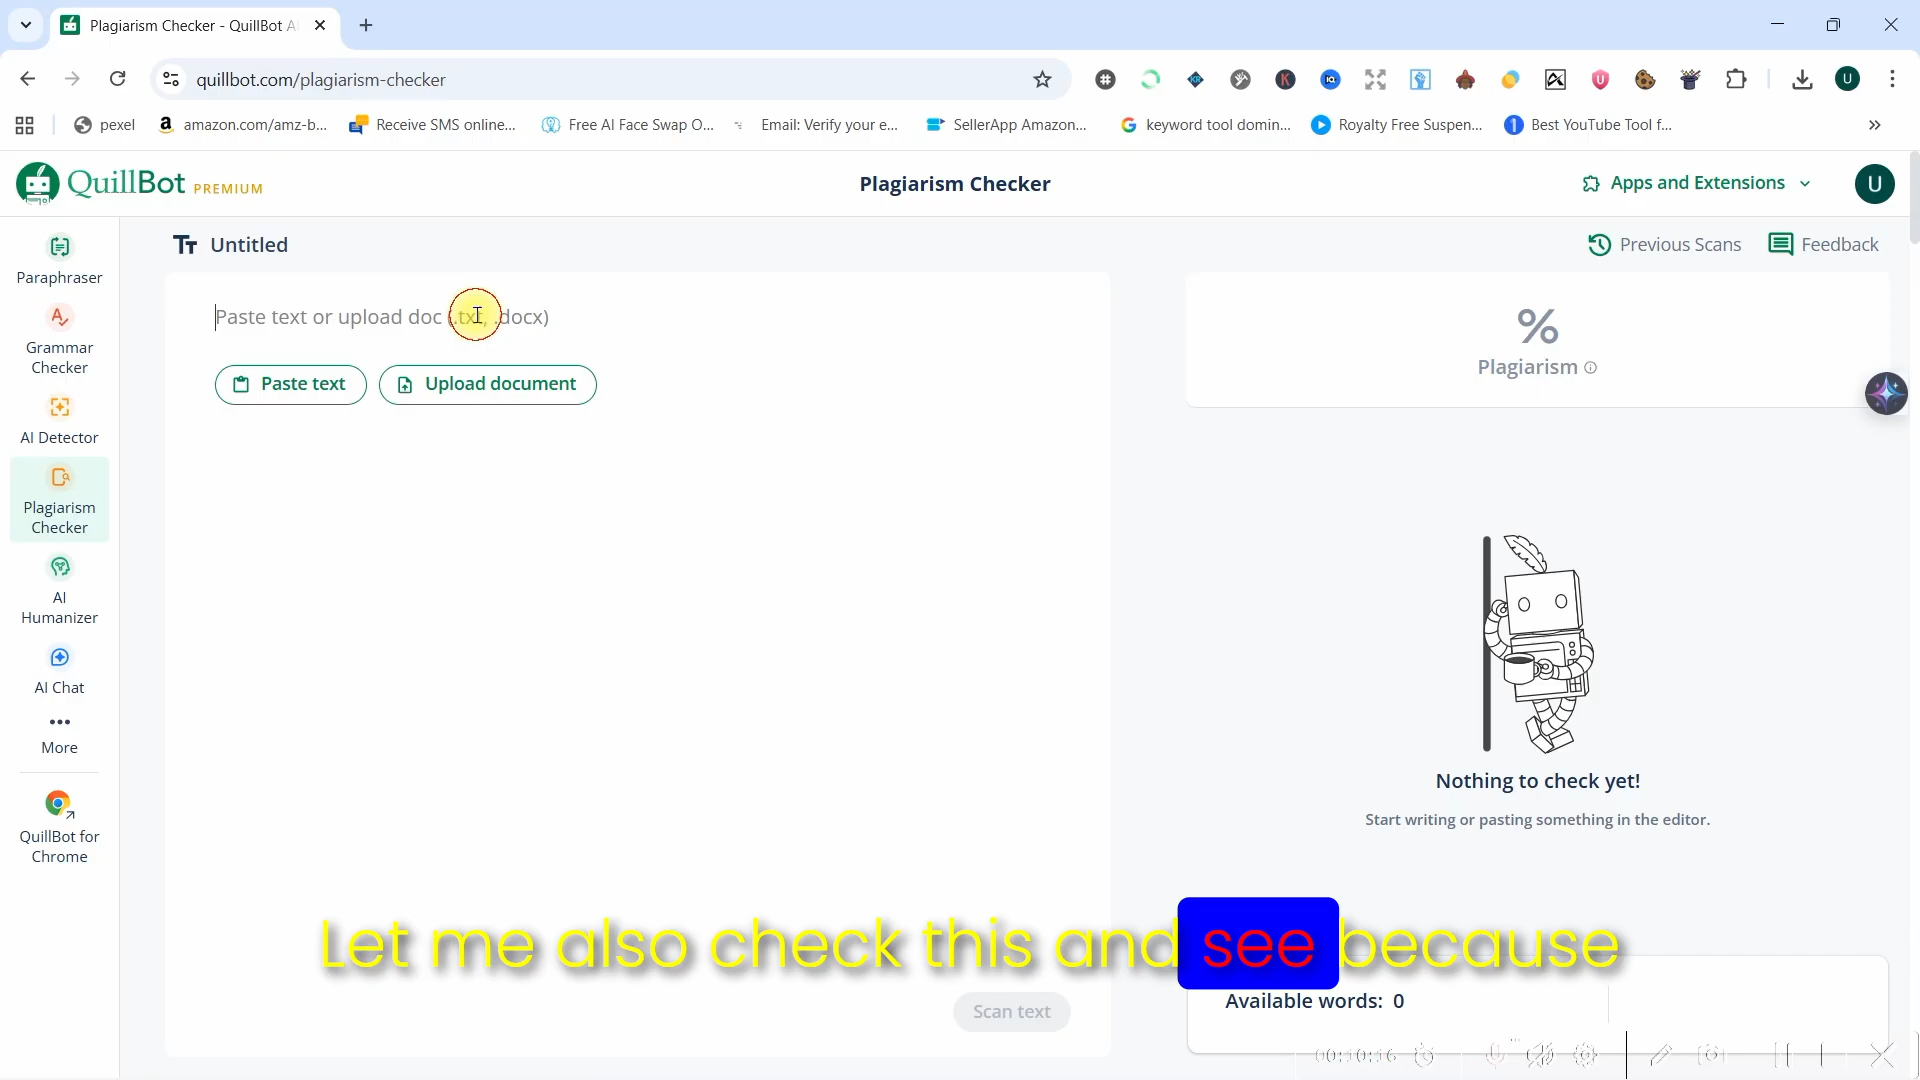 Plagiarism Checker - QuillBot AI
quillbot.com/plagiarism-checker
U
pexel
amazon.com/amz-b...
Receive SMS online...
Free AI Face Swap O...
Email: Verify your e...
SellerApp Amazon...
keyword tool domin...
Royalty Free Suspen...
Best YouTube Tool f...
QuillBot PREMIUM
Plagiarism Checker
Apps and Extensions
U
Untitled
Previous Scans
Feedback
Paraphraser
Grammar
Checker
AI Detector
Plagiarism
Checker
AI
Humanizer
AI Chat
More
QuillBot for
Chrome
Paste text or upload doc (.txt, .docx)
Paste text
Upload document
%
Plagiarism
Nothing to check yet!
Start writing or pasting something in the editor.
Let me also check this and see because
Available words: 0
Scan text